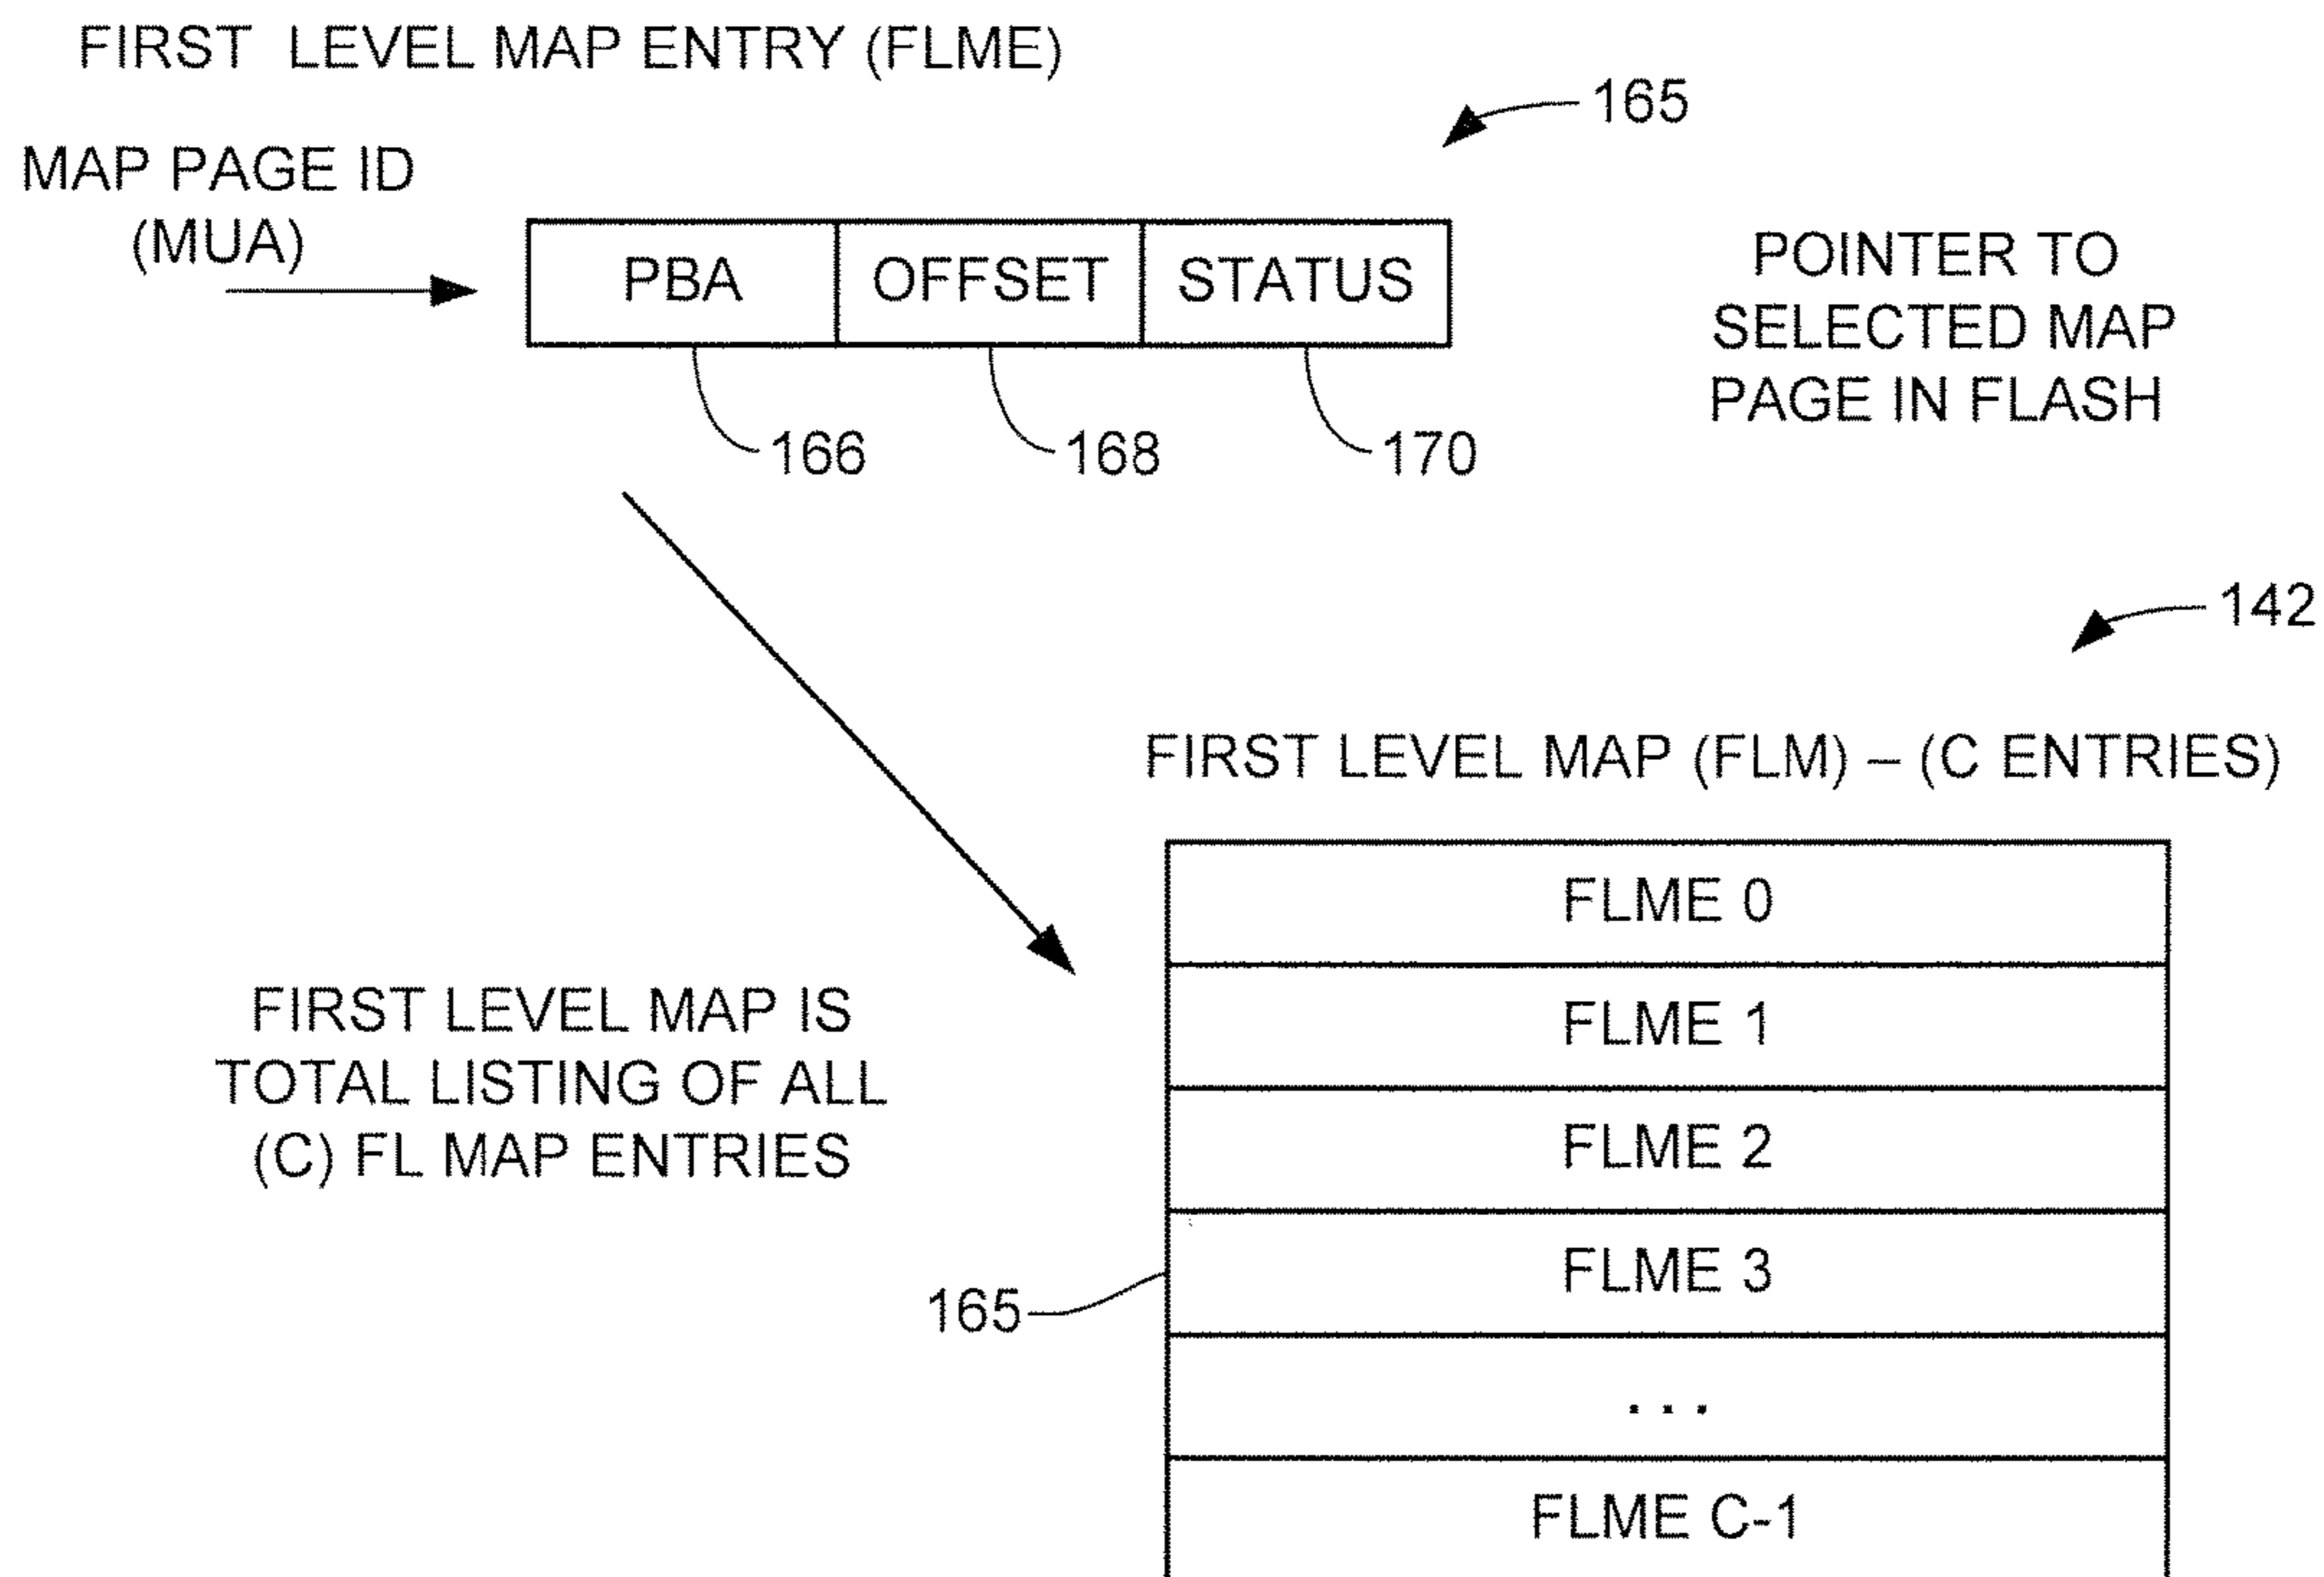 FIRST LEVEL MAP ENTRY (FLME)
165
MAP PAGE ID
(MUA)
PBA OFFSET STATUS
POINTER TO
SELECTED MAP
PAGE IN FLASH
166 168 170
142
FIRST LEVEL MAP (FLM) – (C ENTRIES)
FLME 0
FLME 1
FLME 2
FLME 3
. . .
FLME C-1
FIRST LEVEL MAP IS
TOTAL LISTING OF ALL
(C) FL MAP ENTRIES
165